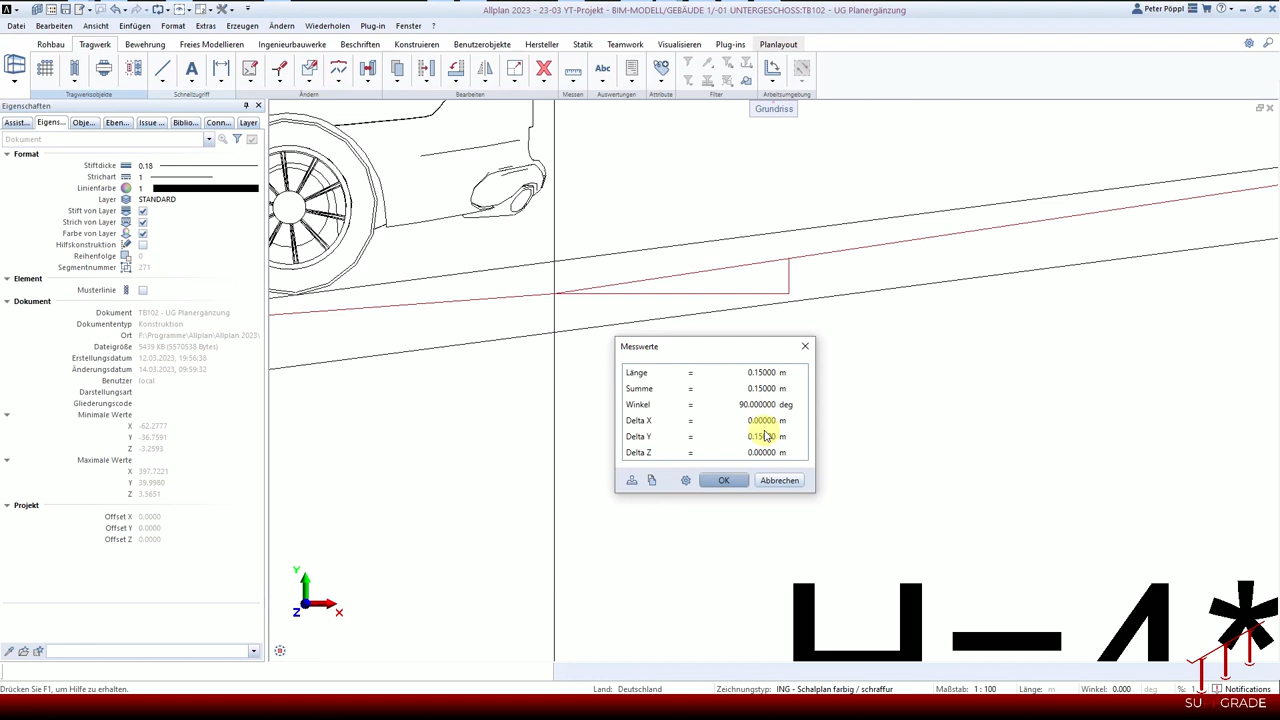 Allplan 2023 - 23-03 YT-Projekt - BIM-MODELL/GEBÄUDE 1/-01 UNTERGESCHOSS:TB102 - UG Planergänzung
Peter Pöppl
Datei Bearbeiten Ansicht Einfügen Format Extras Erzeugen Ändern Wiederholen Plug-in Fenster ?
Rohbau Tragwerk Bewehrung Freies Modellieren Ingenieurbauwerke Beschriften Konstruieren Benutzerobjekte Hersteller Statik Teamwork Visualisieren Plug-ins Planlayout
A
Abc
Tragwerksobjekte Schnellzugriff Ändern Bearbeiten Messen Auswertungen Attribute Filter Arbeitsumgebung
Eigenschaften
Grundriss
Assist... Eigens... Obje... Eben... Issue ... Biblio... Conn... Layer
Dokument
Format
Stiftdicke 0.18
Strichart 1
Linienfarbe 1
Layer STANDARD
Stift von Layer
Strich von Layer
Farbe von Layer
Hilfskonstruktion
Reihenfolge 0
Segmentnummer 271
Element
Musterlinie
Dokument
Dokument TB102 - UG Planergänzung
Dokumententyp Konstruktion
Ort F:\Programme\Allplan\Allplan 2023\
Dateigröße 5439 KB (5570538 Bytes)
Erstellungsdatum 12.03.2023, 19:56:38
Änderungsdatum 14.03.2023, 09:59:32
Benutzer local
Darstellungsart
Gliederungscode
Minimale Werte
X -62.2777
Y -36.7591
Z -3.2593
Maximale Werte
X 397.7221
Y 39.9980
Z 3.5651
Projekt
Offset X 0.0000
Offset Y 0.0000
Offset Z 0.0000
Messwerte
Länge = 0.15000 m
Summe = 0.15000 m
Winkel = 90.000000 deg
Delta X = 0.00000 m
Delta Y = 0.15000 m
Delta Z = 0.00000 m
OK Abbrechen
Y
Z X
Drücken Sie F1, um Hilfe zu erhalten.
Land: Deutschland Zeichnungstyp: ING - Schalplan farbig / schraffur Maßstab: 1 : 100 Länge: m Winkel: 0.000 deg %: 1 Notifications